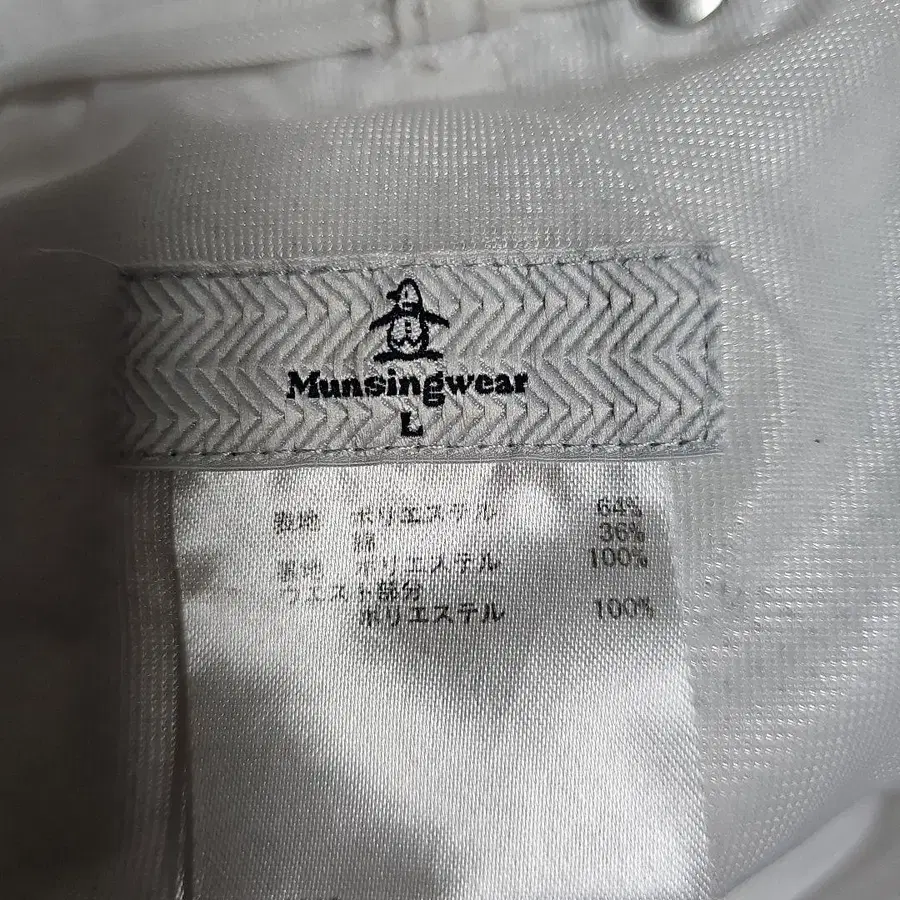 Munsingwear
L
表地 ポリエステル 64%
綿 36%
裏地 ポリエステル 100%
ウエスト部分
ポリエステル 100%